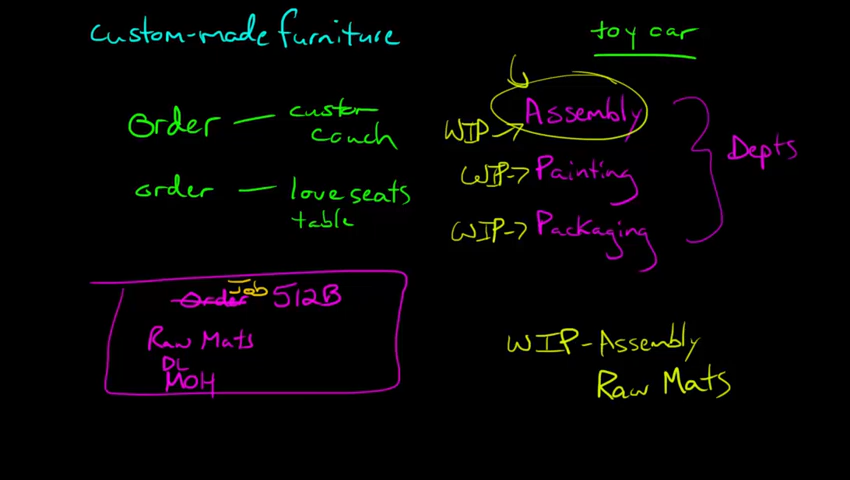 custom-made furniture
Order — custom
couch
order — love seats
table
Job
Order 512B
Raw Mats
DL
MOH
toy car
WIP → Assembly
WIP → Painting
WIP → Packaging
Depts
WIP-Assembly
Raw Mats